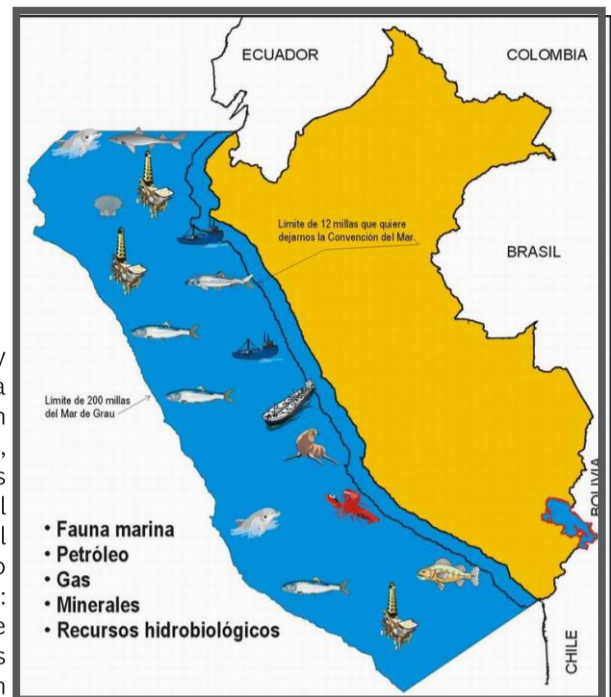 ECUADOR
COLOMBIA
Límite de 12 millas que quiere
dejarnos la Convención del Mar.
BRASIL
Límite de 200 millas
del Mar de Grau
BOLIVIA
• Fauna marina
• Petróleo
• Gas
• Minerales
• Recursos hidrobiológicos
CHILE
y
a
n
,
s
l
l
o
:
e
s
n